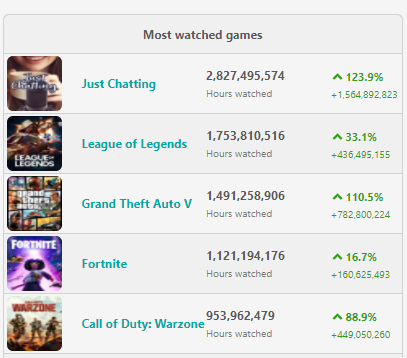 Most watched games
Just Chatting
Just Chatting
2,827,495,574
Hours watched
123.9%
+1,564,892,823
LEAGUE OF LEGENDS
League of Legends
1,753,810,516
Hours watched
33.1%
+436,495,155
grand theft auto
Grand Theft Auto V
1,491,258,906
Hours watched
110.5%
+782,800,224
FORTNITE
Fortnite
1,121,194,176
Hours watched
16.7%
+160,625,493
WARZONE
Call of Duty: Warzone
953,962,479
Hours watched
88.9%
+449,050,260